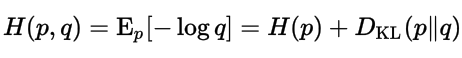 H(p, q) = E_p[− log q] = H(p) + D_KL(p∥q)